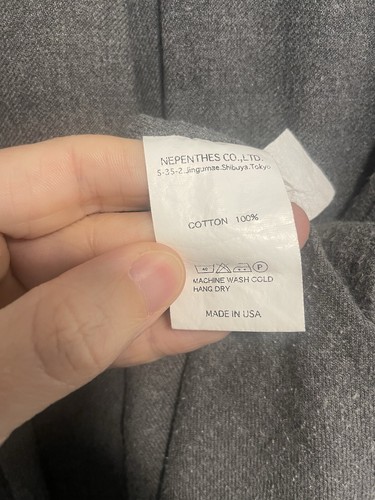 NEPENTHES CO.,LTD.
5-35-2.Jingumae.Shibuya.Tokyo
COTTON 100%
40 P
MACHINE WASH COLD
HANG DRY
MADE IN USA